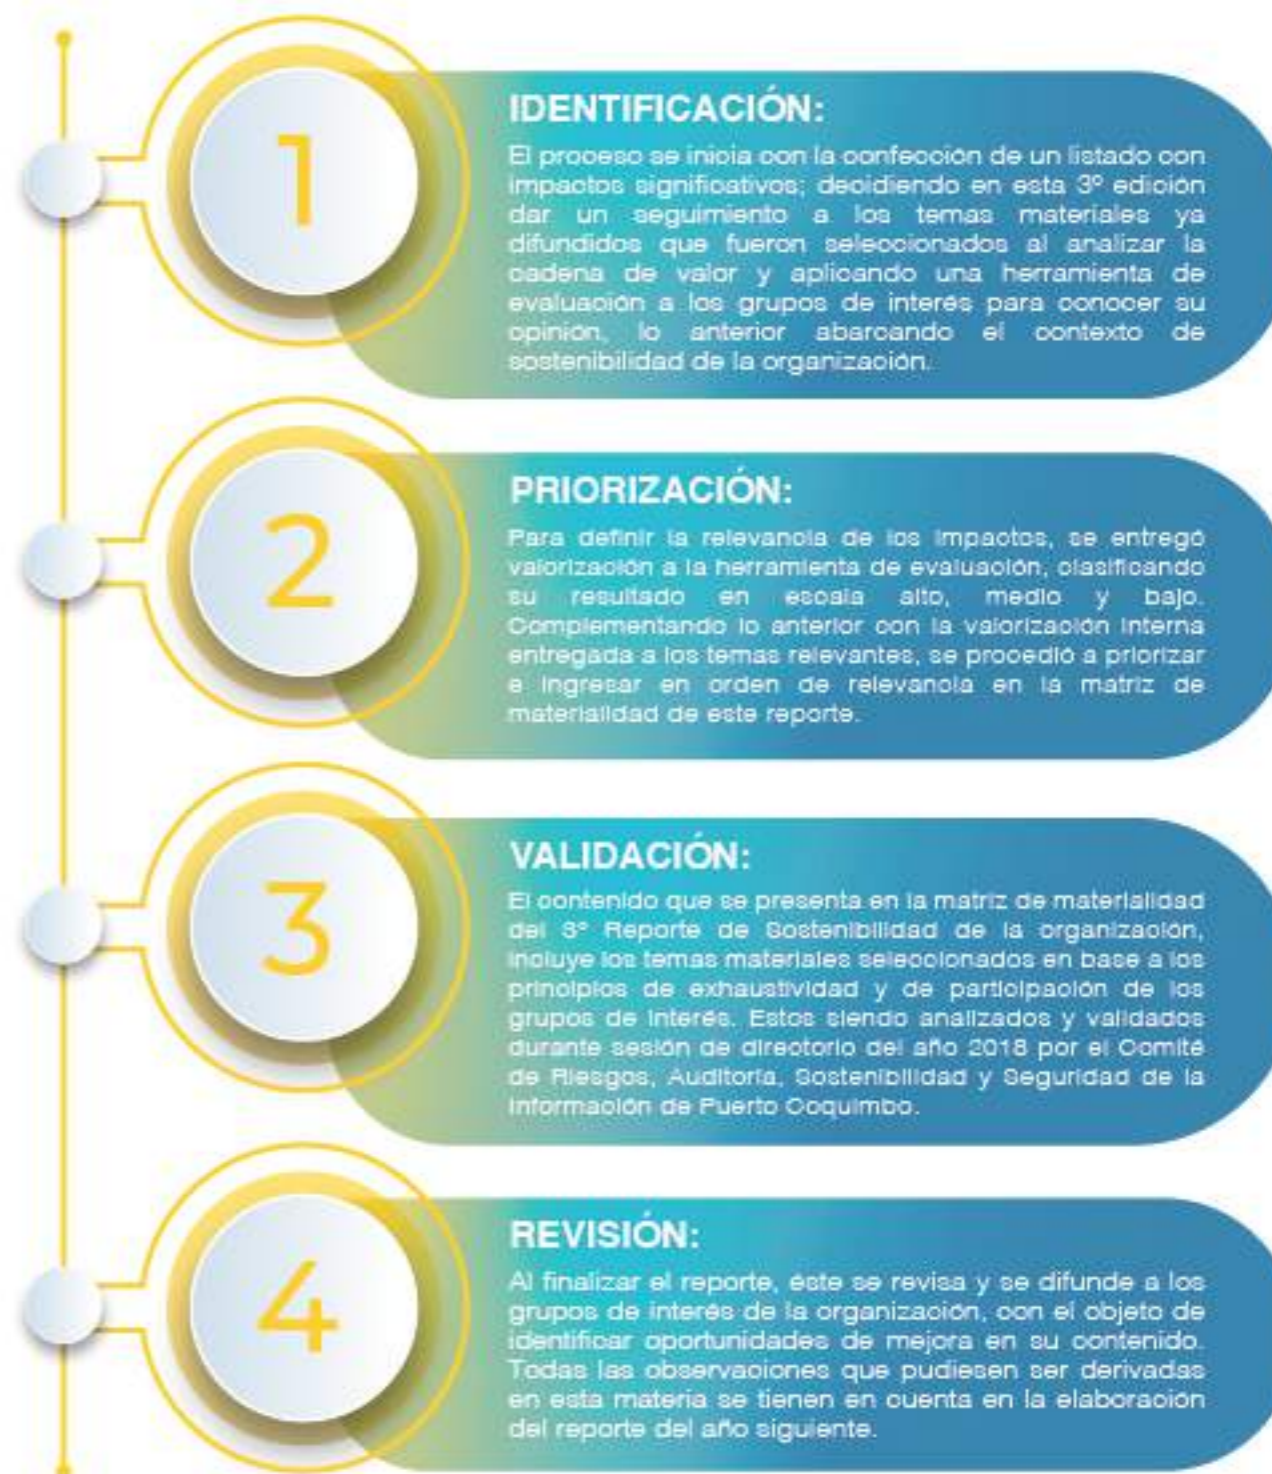 1
IDENTIFICACIÓN:
El proceso se inicia con la confección de un listado con
impactos significativos; decidiendo en esta 3º edición
dar un seguimiento a los temas materiales ya
difundidos que fueron seleccionados al analizar la
cadena de valor y aplicando una herramienta de
evaluación a los grupos de interés para conocer su
opinión, lo anterior abarcando el contexto de
sostenibilidad de la organización.
2
PRIORIZACIÓN:
Para definir la relevancia de los impactos, se entregó
valorización a la herramienta de evaluación, clasificando
su resultado en escala alto, medio y bajo.
Complementando lo anterior con la valorización interna
entregada a los temas relevantes, se procedió a priorizar
e ingresar en orden de relevancia en la matriz de
materialidad de este reporte.
3
VALIDACIÓN:
El contenido que se presenta en la matriz de materialidad
del 3º Reporte de Sostenibilidad de la organización,
incluye los temas materiales seleccionados en base a los
principios de exhaustividad y de participación de los
grupos de interés. Estos siendo analizados y validados
durante sesión de directorio del año 2018 por el Comité
de Riesgos, Auditoría, Sostenibilidad y Seguridad de la
Información de Puerto Coquimbo.
4
REVISIÓN:
Al finalizar el reporte, éste se revisa y se difunde a los
grupos de interés de la organización, con el objeto de
identificar oportunidades de mejora en su contenido.
Todas las observaciones que pudiesen ser derivadas
en esta materia se tienen en cuenta en la elaboración
del reporte del año siguiente.